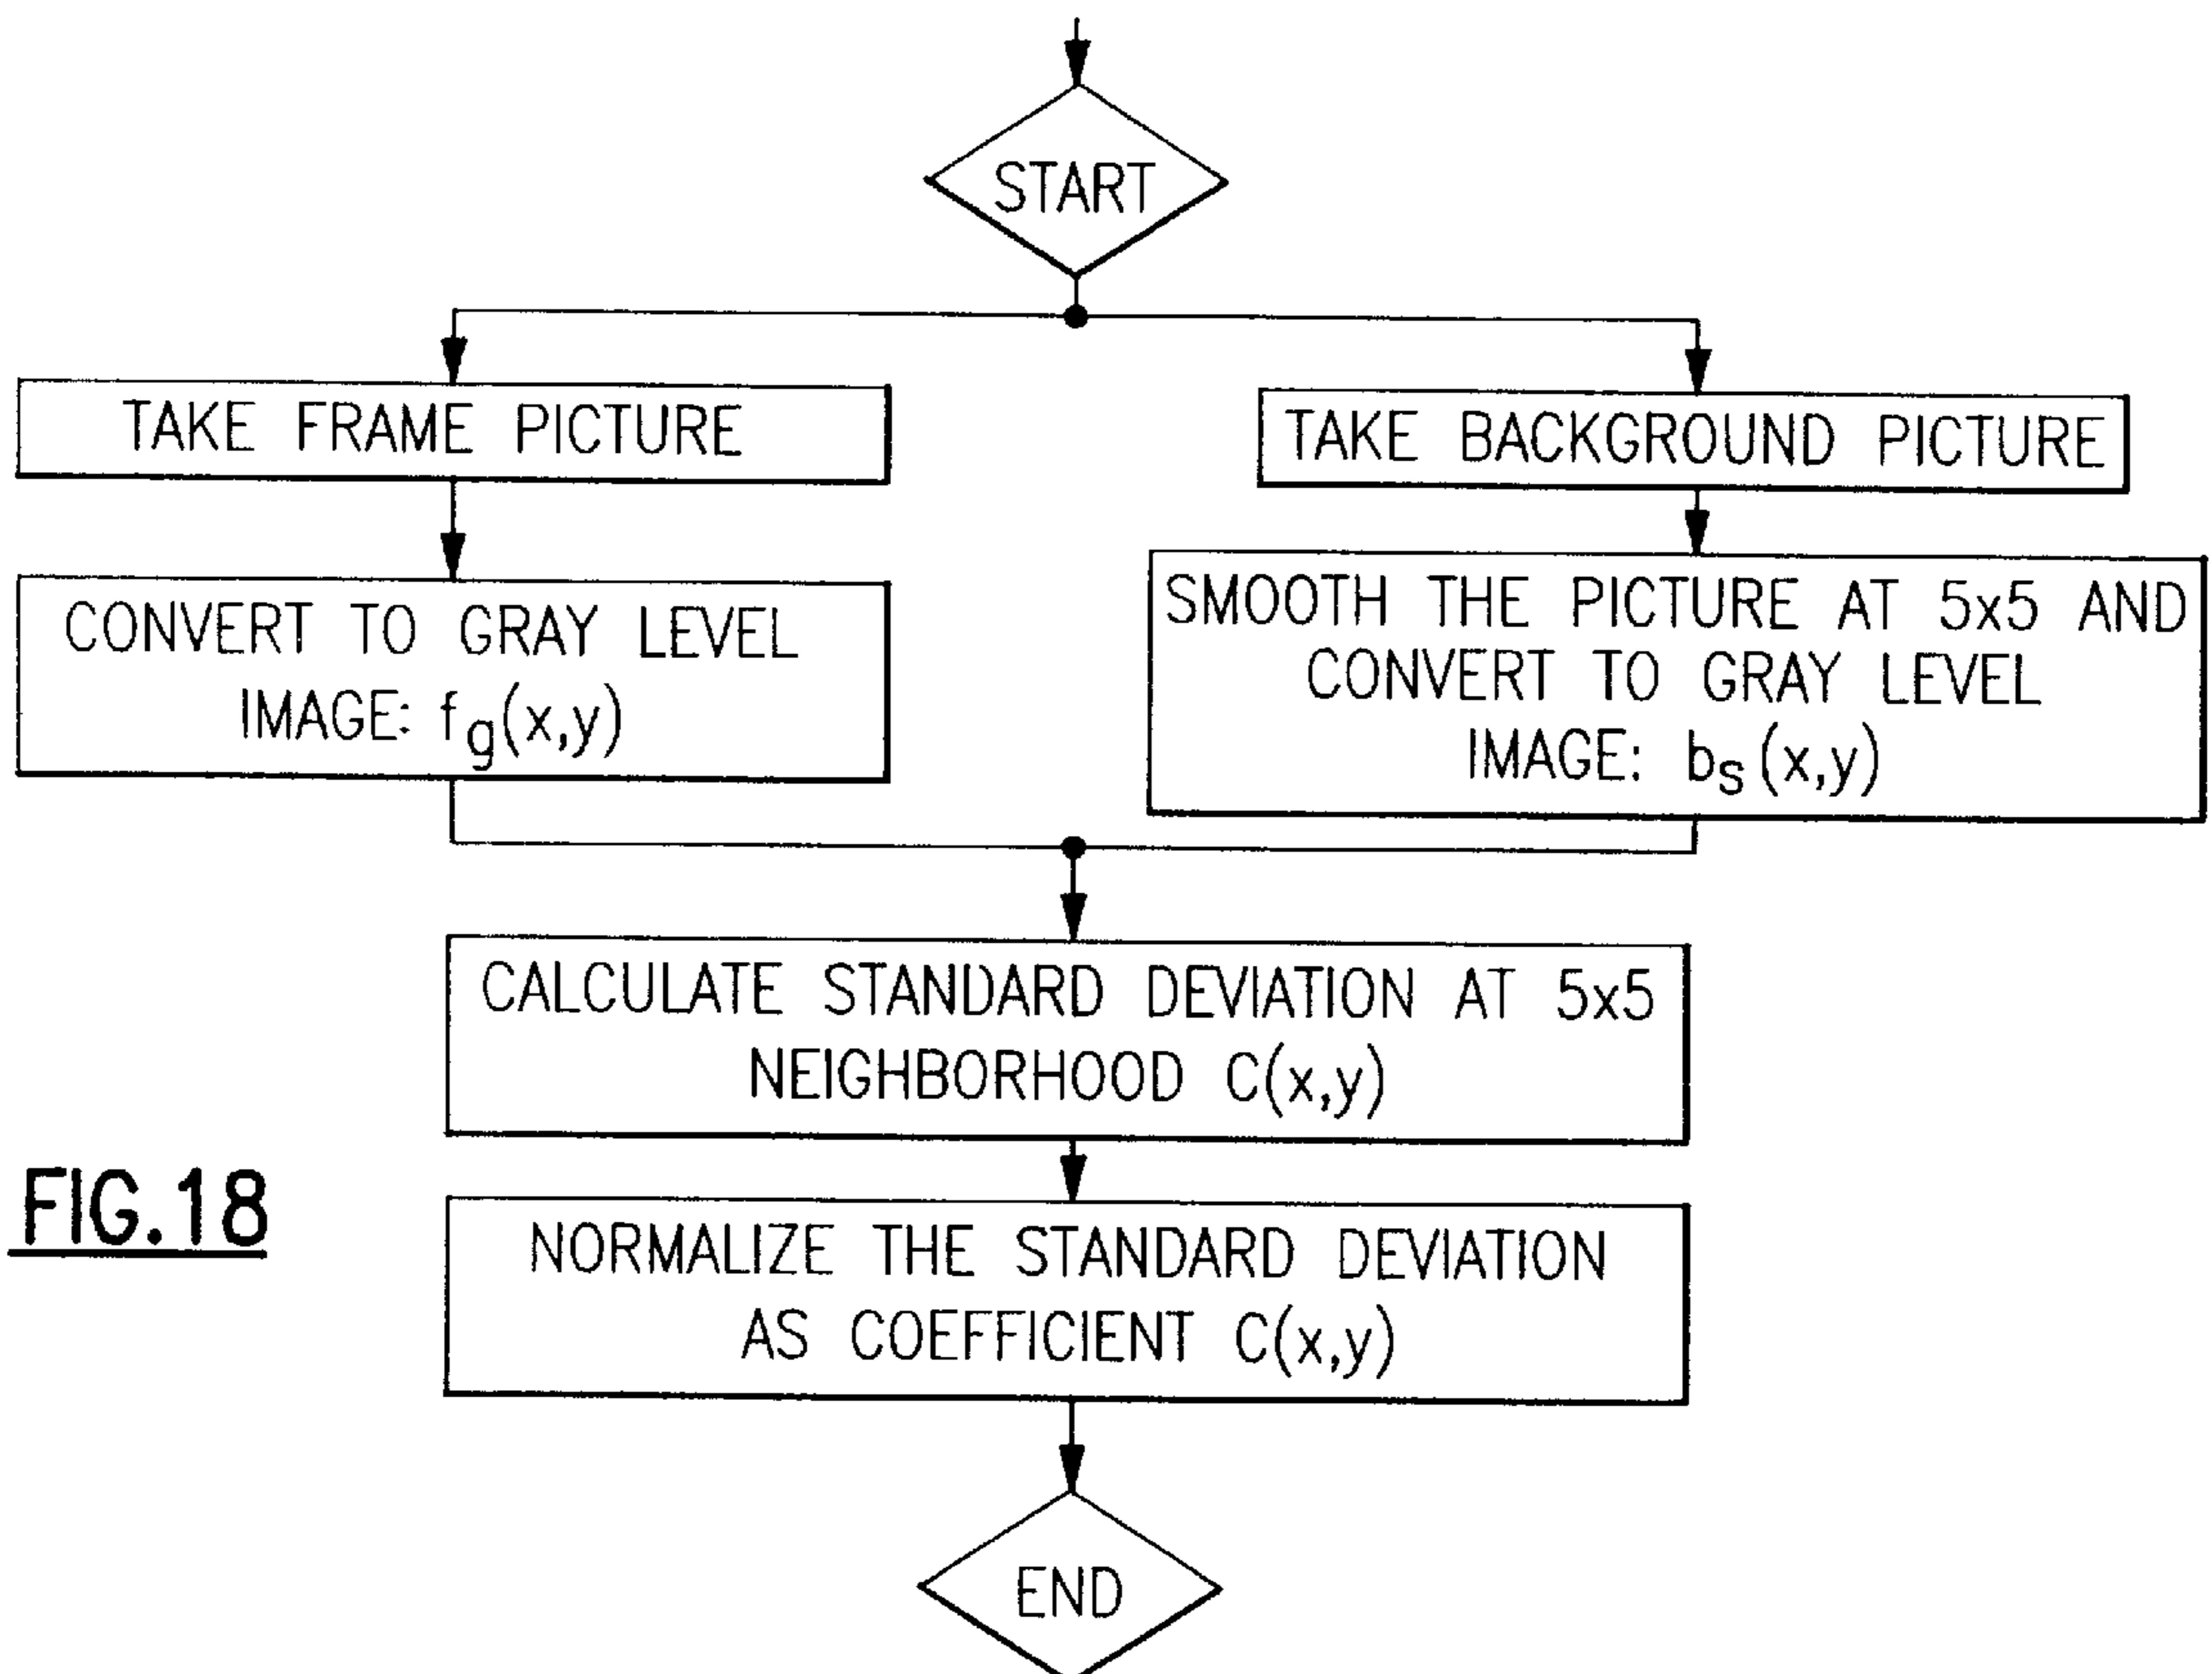 START
TAKE FRAME PICTURE
TAKE BACKGROUND PICTURE
CONVERT TO GRAY LEVEL
IMAGE: fg(x,y)
SMOOTH THE PICTURE AT 5x5 AND
CONVERT TO GRAY LEVEL
IMAGE: bs(x,y)
CALCULATE STANDARD DEVIATION AT 5x5
NEIGHBORHOOD C(x,y)
NORMALIZE THE STANDARD DEVIATION
AS COEFFICIENT C(x,y)
END
FIG.18